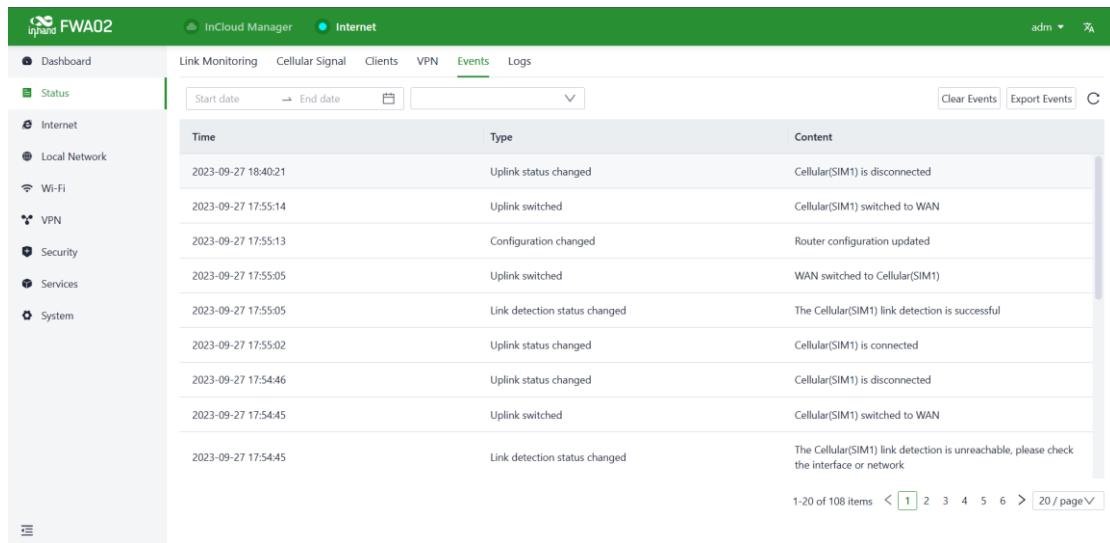 inhand FWA02 InCloud Manager Internet adm
Dashboard
Status
Internet
Local Network
Wi-Fi
VPN
Security
Services
System
Link Monitoring Cellular Signal Clients VPN Events Logs
Start date → End date Clear Events Export Events
Time Type Content
2023-09-27 18:40:21 Uplink status changed Cellular(SIM1) is disconnected
2023-09-27 17:55:14 Uplink switched Cellular(SIM1) switched to WAN
2023-09-27 17:55:13 Configuration changed Router configuration updated
2023-09-27 17:55:05 Uplink switched WAN switched to Cellular(SIM1)
2023-09-27 17:55:05 Link detection status changed The Cellular(SIM1) link detection is successful
2023-09-27 17:55:02 Uplink status changed Cellular(SIM1) is connected
2023-09-27 17:54:46 Uplink status changed Cellular(SIM1) is disconnected
2023-09-27 17:54:45 Uplink switched Cellular(SIM1) switched to WAN
2023-09-27 17:54:45 Link detection status changed The Cellular(SIM1) link detection is unreachable, please check
the interface or network
1-20 of 108 items < 1 2 3 4 5 6 > 20 / page